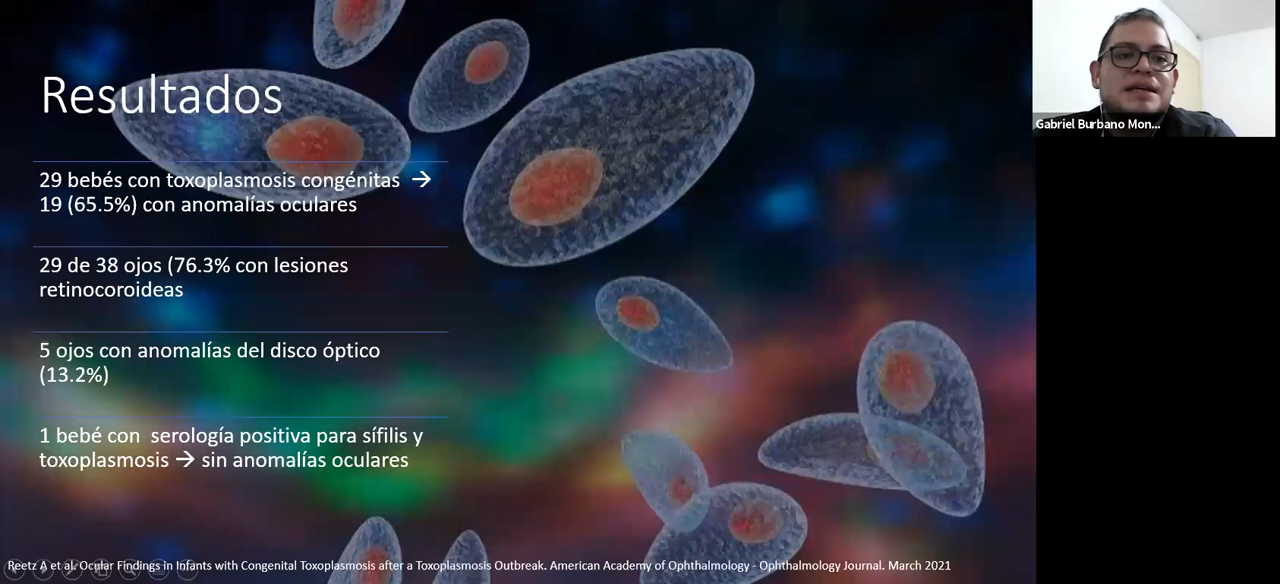 Resultados
29 bebés con toxoplasmosis congénitas →
19 (65.5%) con anomalías oculares
29 de 38 ojos (76.3% con lesiones
retinocoroideas
5 ojos con anomalías del disco óptico
(13.2%)
1 bebé con serología positiva para sífilis y
toxoplasmosis → sin anomalías oculares
Reetz A et al. Ocular Findings in Infants with Congenital Toxoplasmosis after a Toxoplasmosis Outbreak. American Academy of Ophthalmology - Ophthalmology Journal. March 2021
Gabriel Burbano Mon...